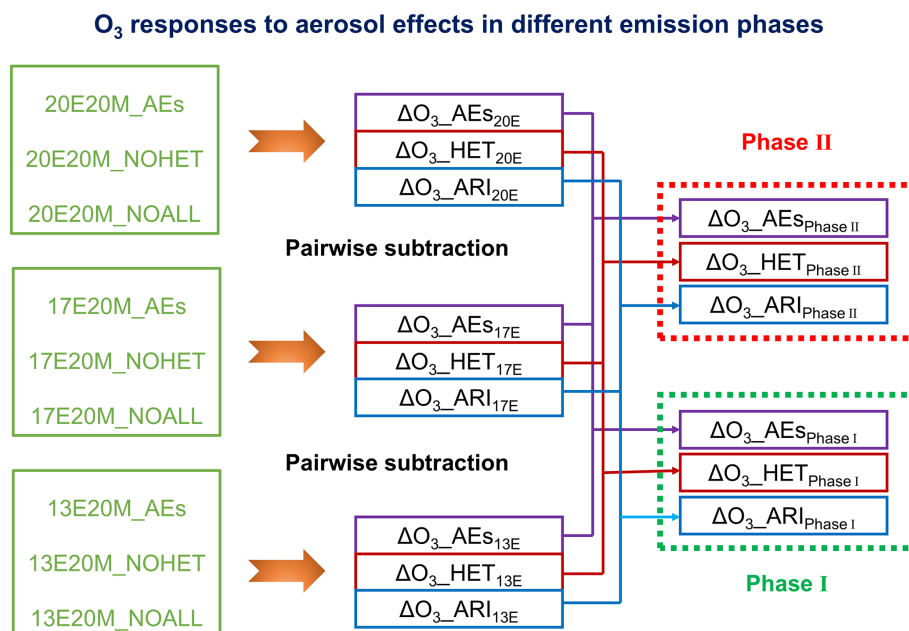 O₃ responses to aerosol effects in different emission phases
20E20M_AEs
20E20M_NOHET
20E20M_NOALL
ΔO₃_AEs20E
ΔO₃_HET20E
ΔO₃_ARI20E
Pairwise subtraction
17E20M_AEs
17E20M_NOHET
17E20M_NOALL
ΔO₃_AEs17E
ΔO₃_HET17E
ΔO₃_ARI17E
Pairwise subtraction
13E20M_AEs
13E20M_NOHET
13E20M_NOALL
ΔO₃_AEs13E
ΔO₃_HET13E
ΔO₃_ARI13E
Phase II
ΔO₃_AEsPhase II
ΔO₃_HETPhase II
ΔO₃_ARIPhase II
ΔO₃_AEsPhase I
ΔO₃_HETPhase I
ΔO₃_ARIPhase I
Phase I